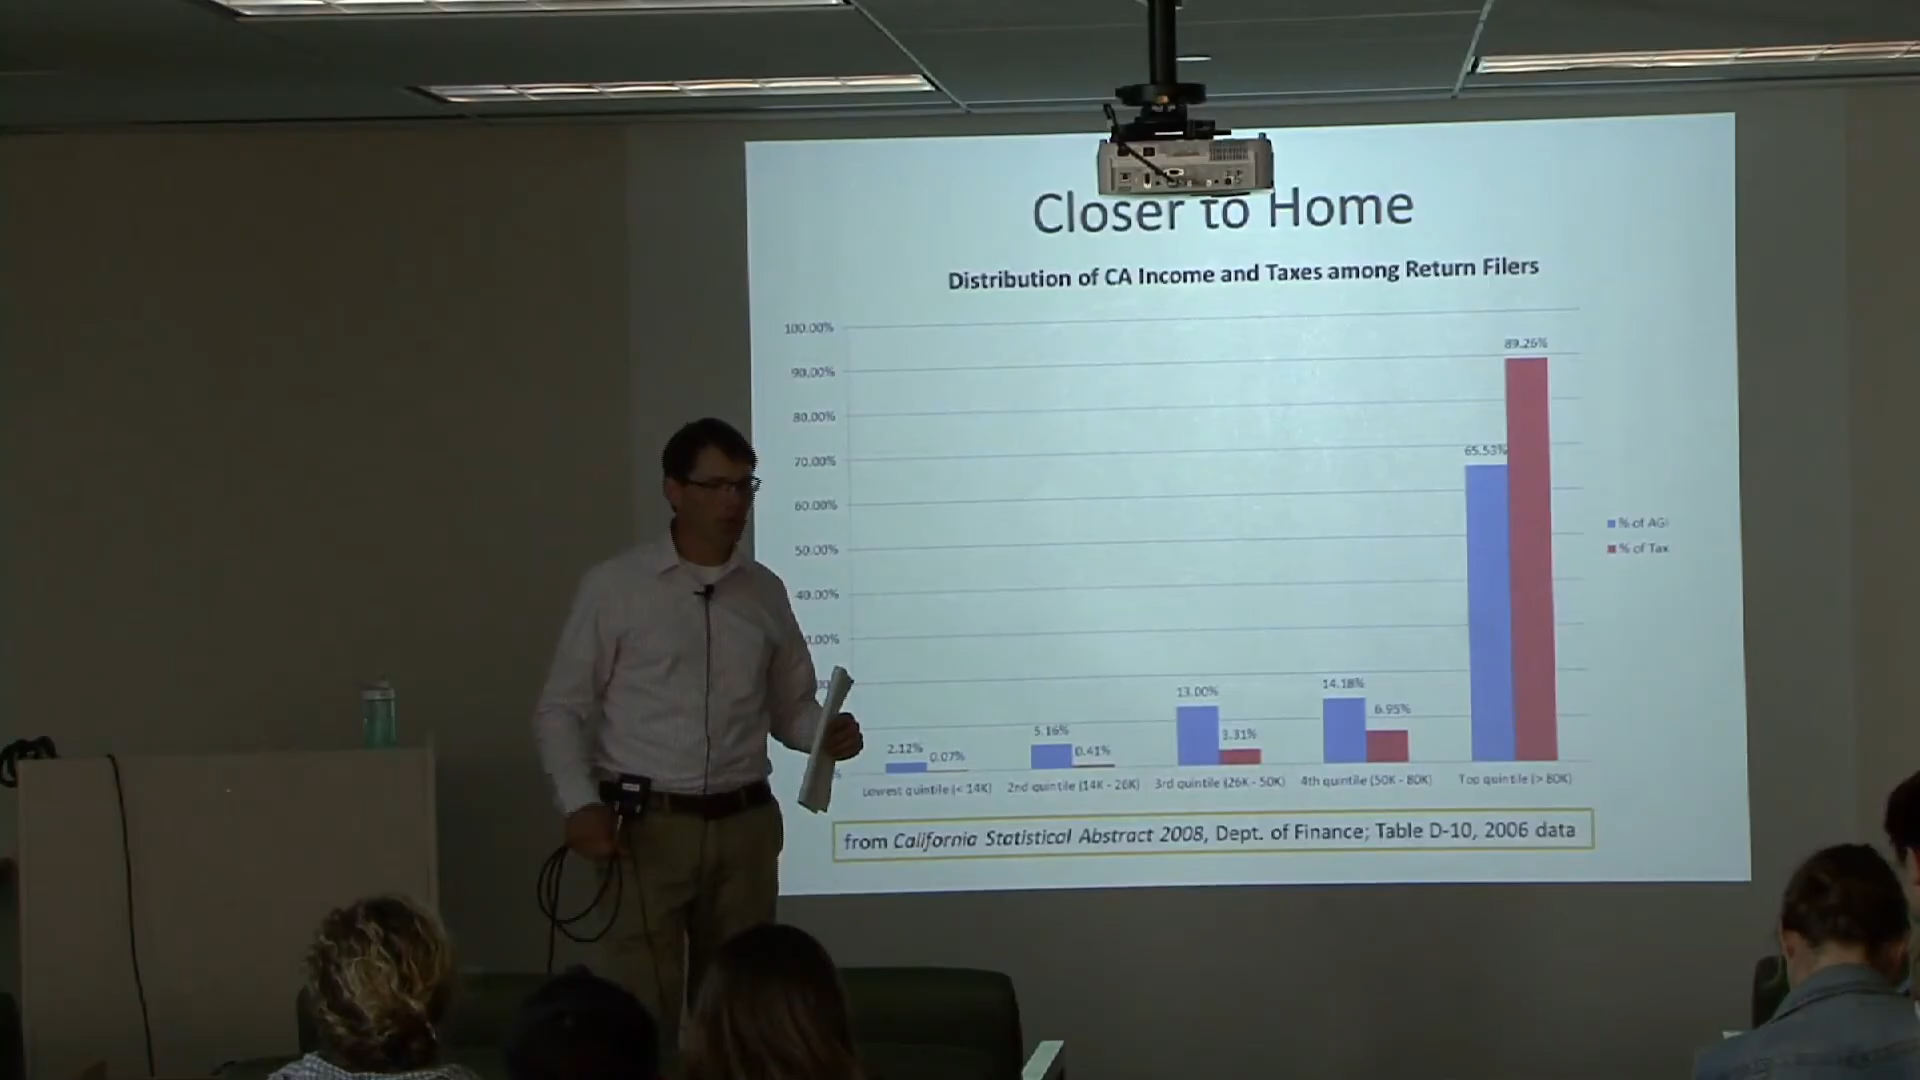 Closer to Home
Distribution of CA Income and Taxes among Return Filers
100.00%
90.00%
80.00%
70.00%
60.00%
50.00%
40.00%
89.26%
65.53%
14.18%
13.00%
6.95%
5.16%
3.31%
2.12%
0.07%
0.41%
% of AGI
% of Tax
Lowest quintile (< 14K) 2nd quintile (14K - 26K) 3rd quintile (26K - 50K) 4th quintile (50K - 80K) Top quintile (> 80K)
from California Statistical Abstract 2008, Dept. of Finance; Table D-10, 2006 data